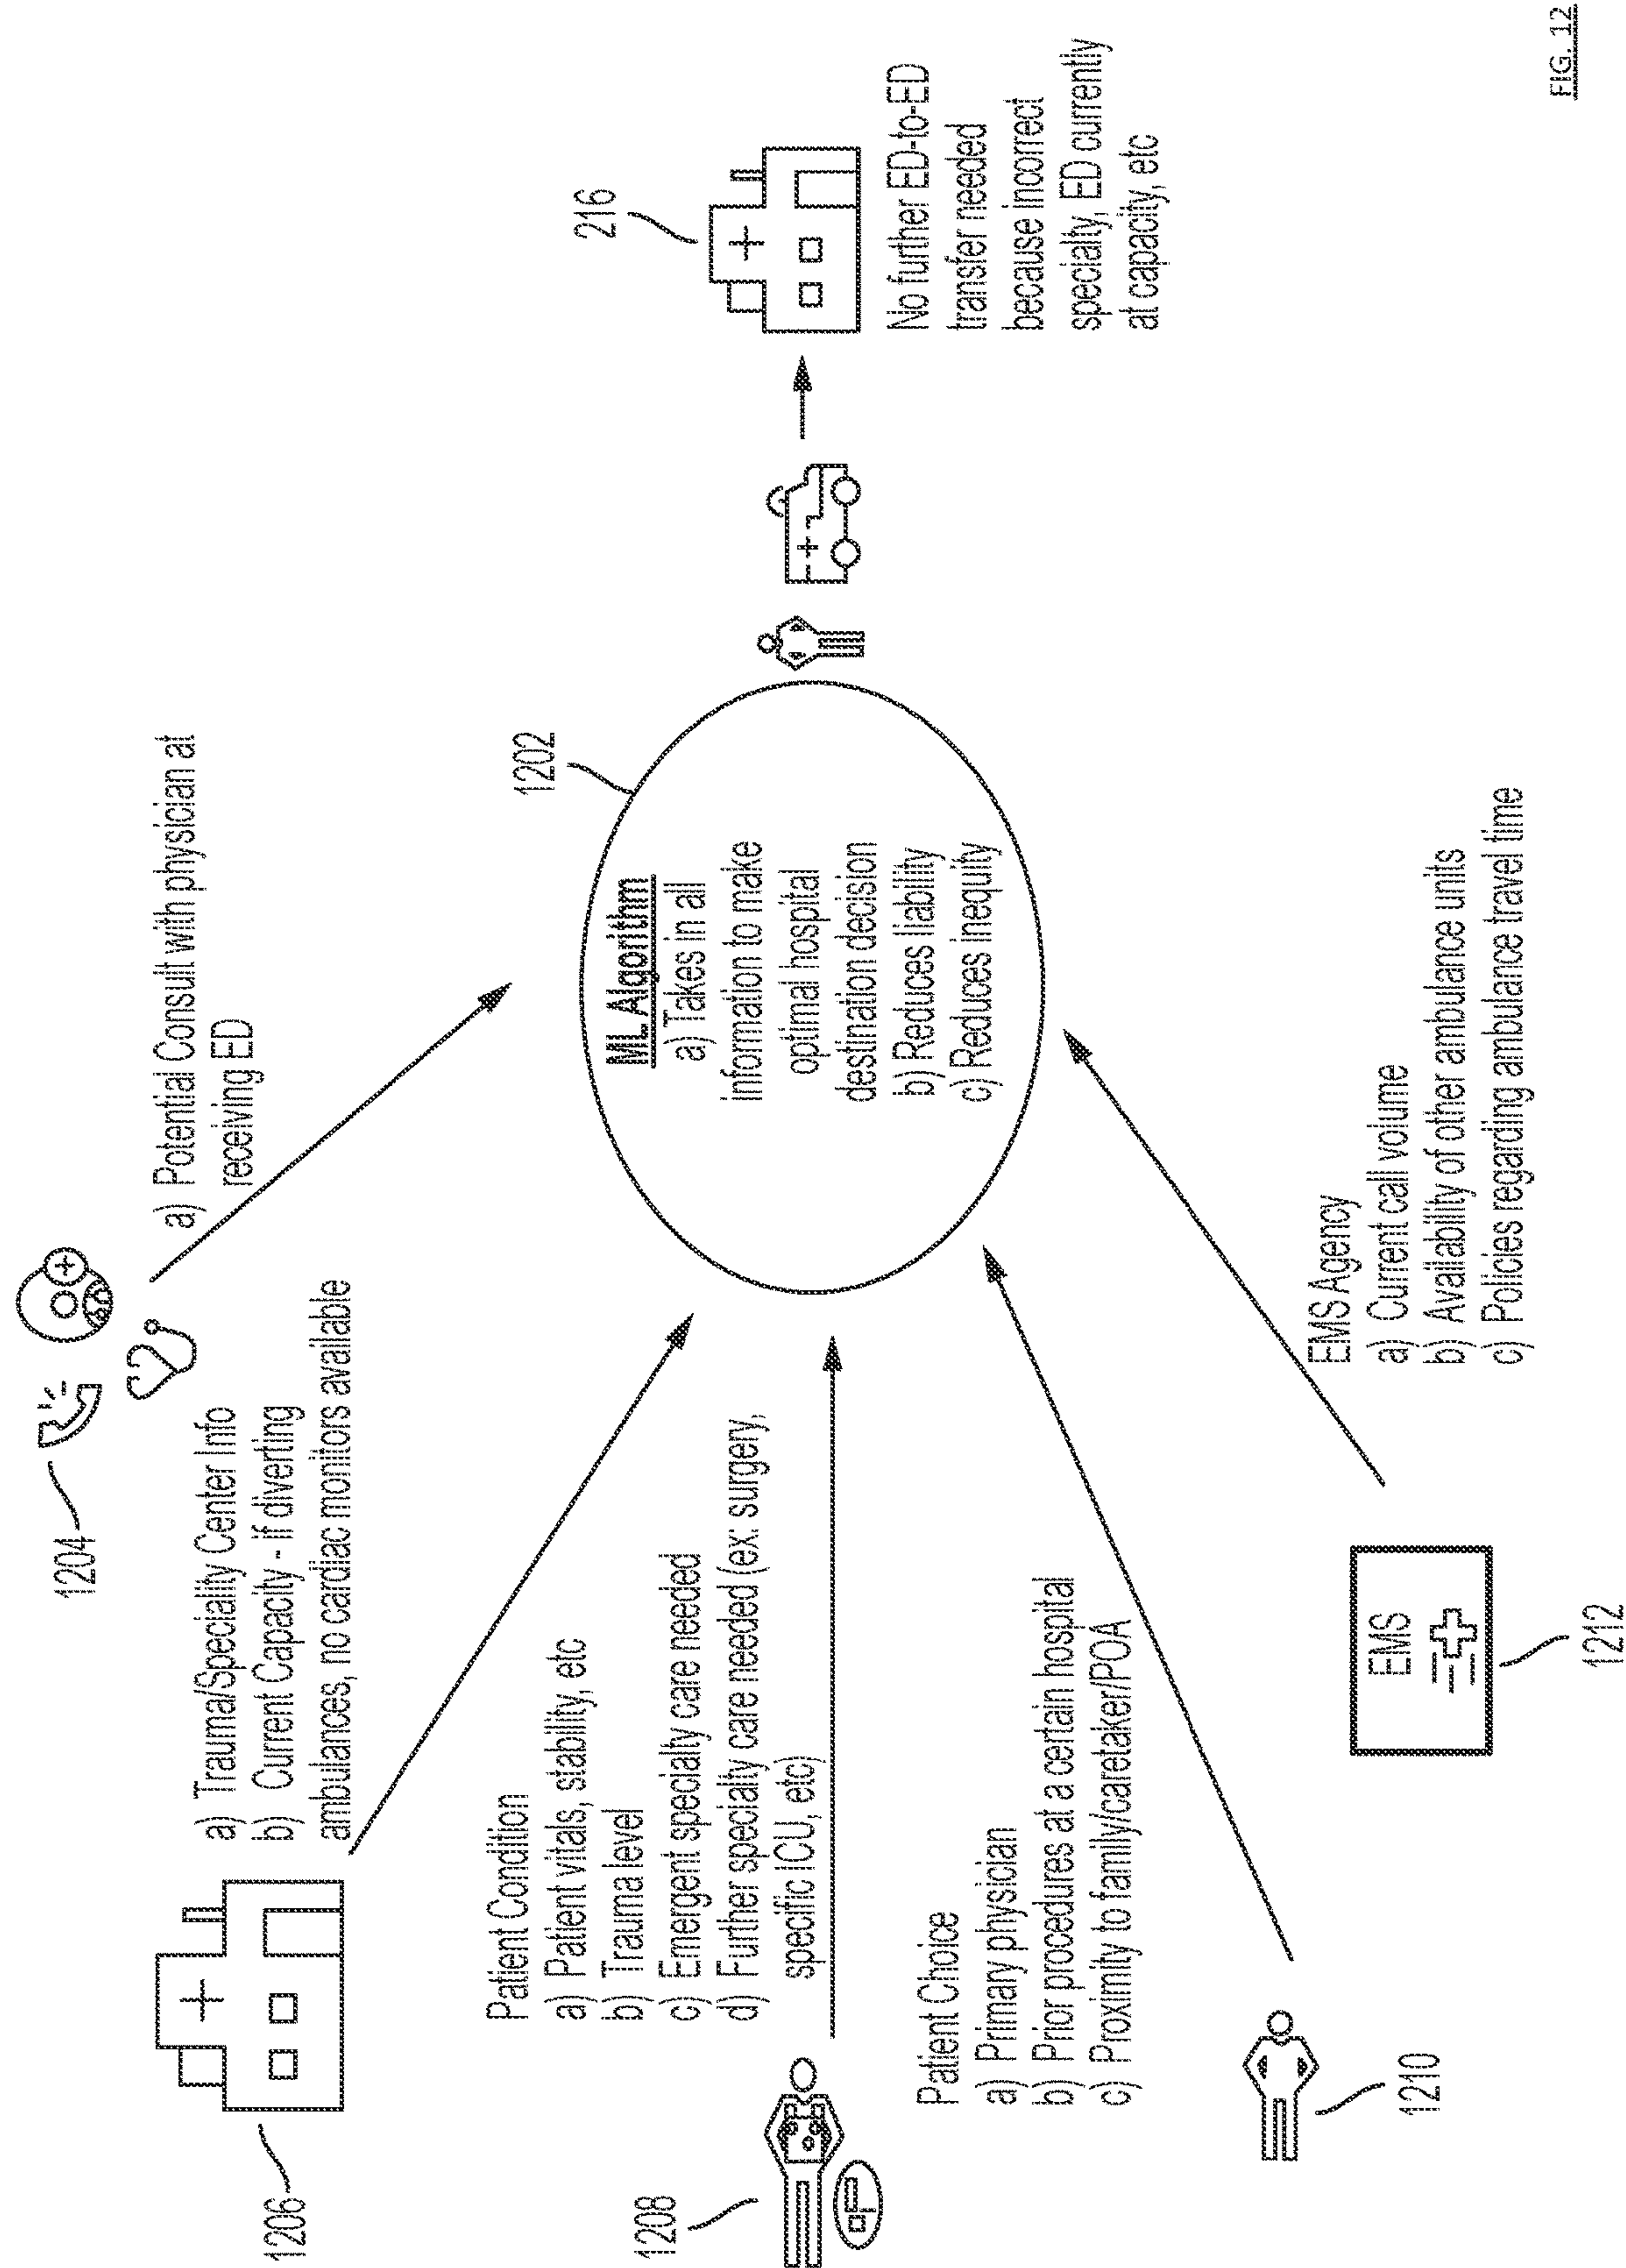 1204
a) Potential Consult with physician at
receiving ED
1206
a) Trauma/Speciality Center Info
b) Current Capacity - if diverting
ambulances, no cardiac monitors available
1208
Patient Condition
a) Patient vitals, stability, etc
b) Trauma level
c) Emergent specialty care needed
d) Further specialty care needed (ex: surgery,
specific ICU, etc)
1210
Patient Choice
a) Primary physician
b) Prior procedures at a certain hospital
c) Proximity to family/caretaker/POA
1212
EMS
EMS Agency
a) Current call volume
b) Availability of other ambulance units
c) Policies regarding ambulance travel time
1202
ML Algorithm
a) Takes in all
information to make
optimal hospital
destination decision
b) Reduces liability
c) Reduces inequity
216
No further ED-to-ED
transfer needed
because incorrect
specialty, ED currently
at capacity, etc
FIG. 12